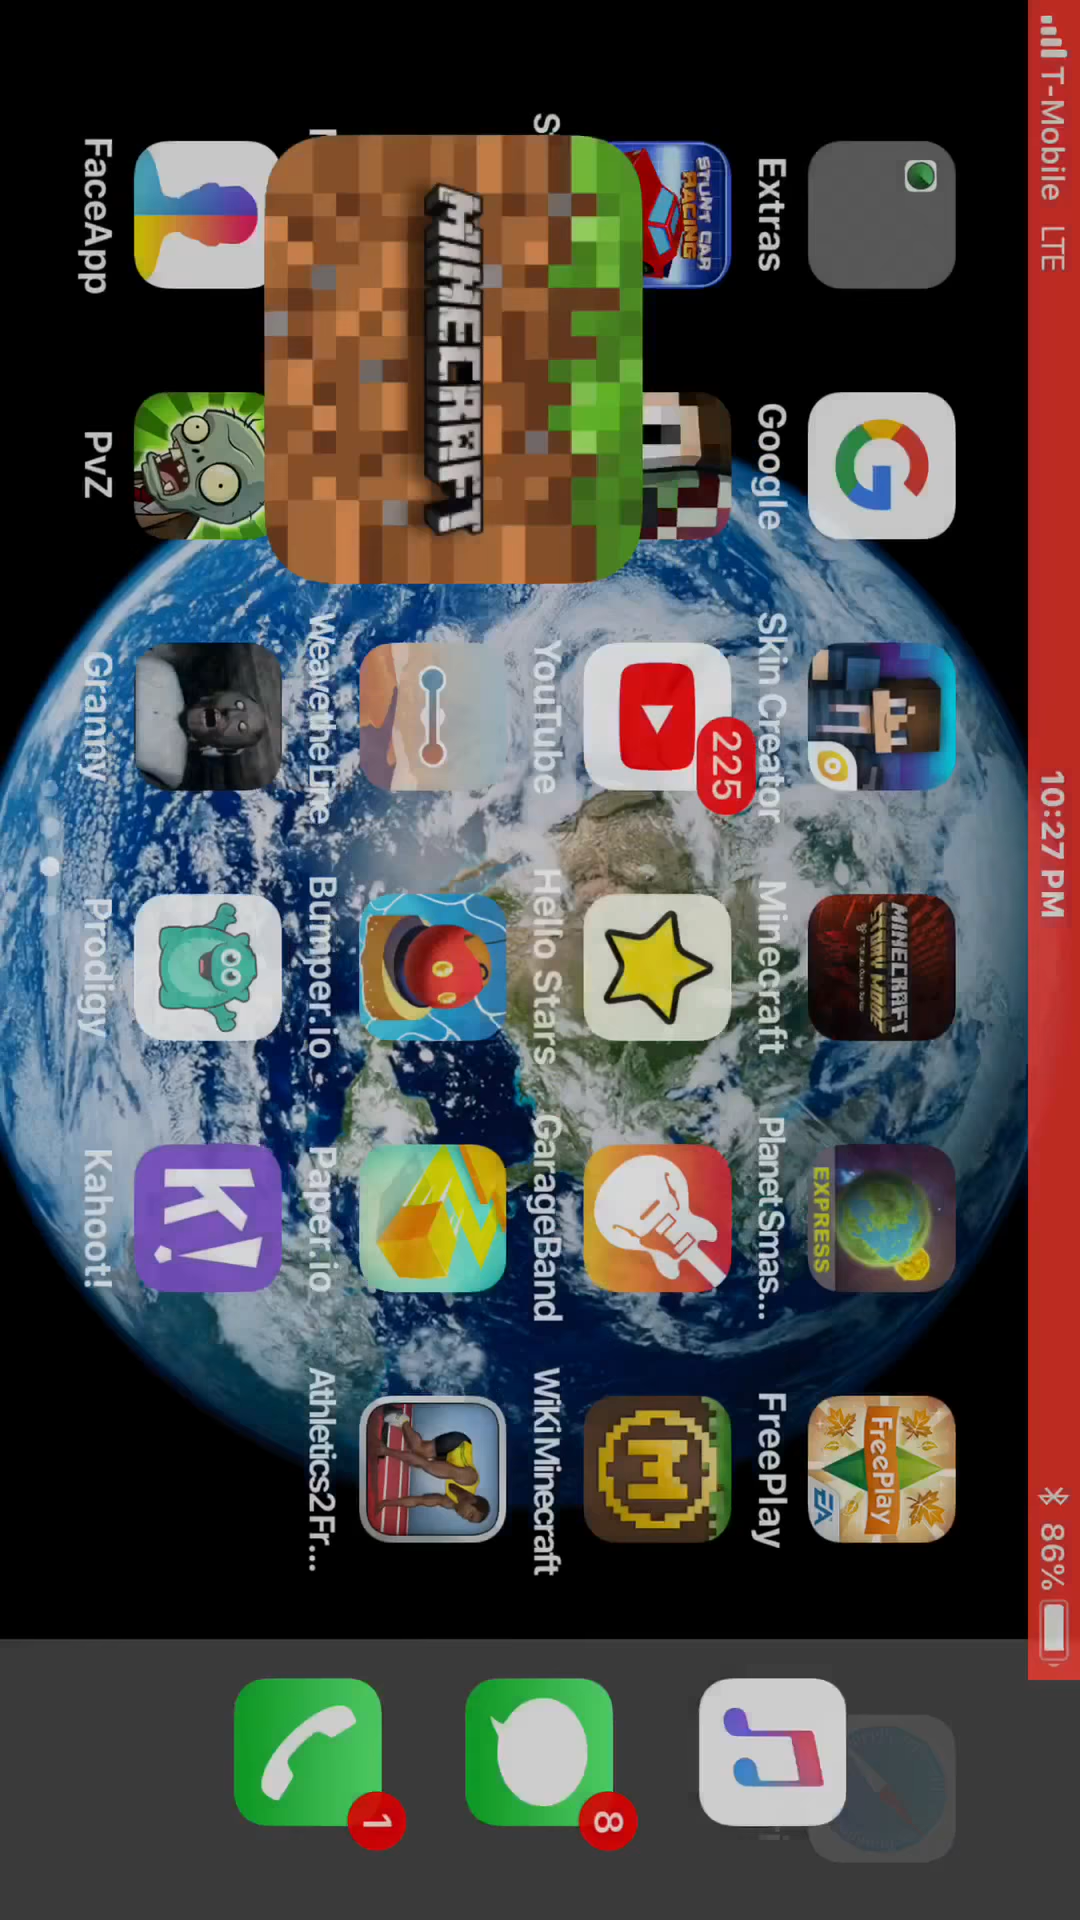 T-Mobile LTE 10:27 PM 86%
Extras Google Skin Creator Minecraft PlanetSmas... FreePlay
MINECRAFT
STORY MODE
EXPRESS
FreePlay
EA
STUNT CAR
RACING
225
M
S
YouTube Hello Stars GarageBand WiKiMinecraft
MINECRAFT
WeavetheLine Bumper.io Paper.io Athletics2Fr...
K!
FaceApp PvZ Granny Prodigy Kahoot!
8
1